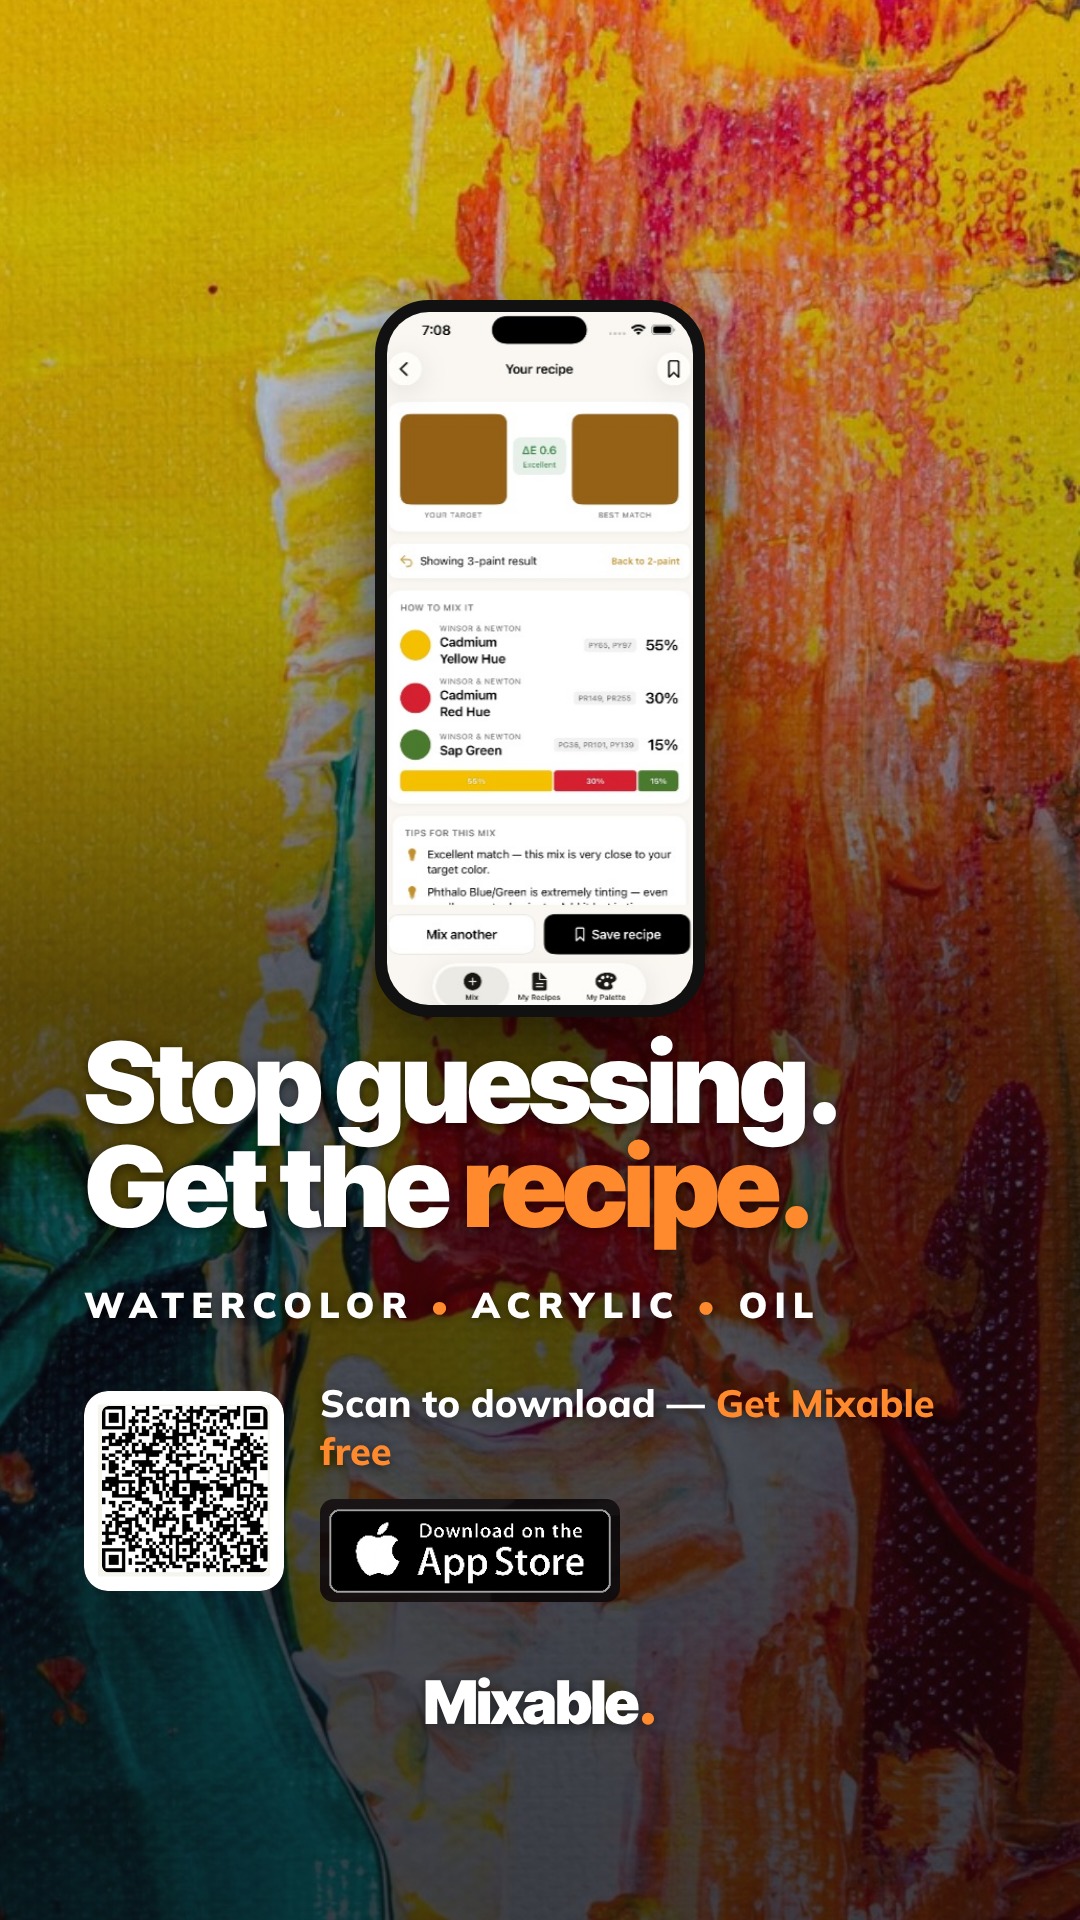 7:08
Your recipe
ΔE 0.6
Excellent
YOUR TARGET
BEST MATCH
Showing 3-paint result
Back to 2-paint
HOW TO MIX IT
WINSOR & NEWTON
Cadmium
Yellow Hue
PY65, PY97
55%
WINSOR & NEWTON
Cadmium
Red Hue
PR149, PR255
30%
WINSOR & NEWTON
Sap Green
PG36, PR101, PY139
15%
55%
30%
15%
TIPS FOR THIS MIX
Excellent match — this mix is very close to your
target color.
Phthalo Blue/Green is extremely tinting — even
Mix another
Save recipe
Mix
My Recipes
My Palette
Stop guessing.
Get the recipe.
WATERCOLOR • ACRYLIC • OIL
Scan to download — Get Mixable
free
Download on the
App Store
Mixable.